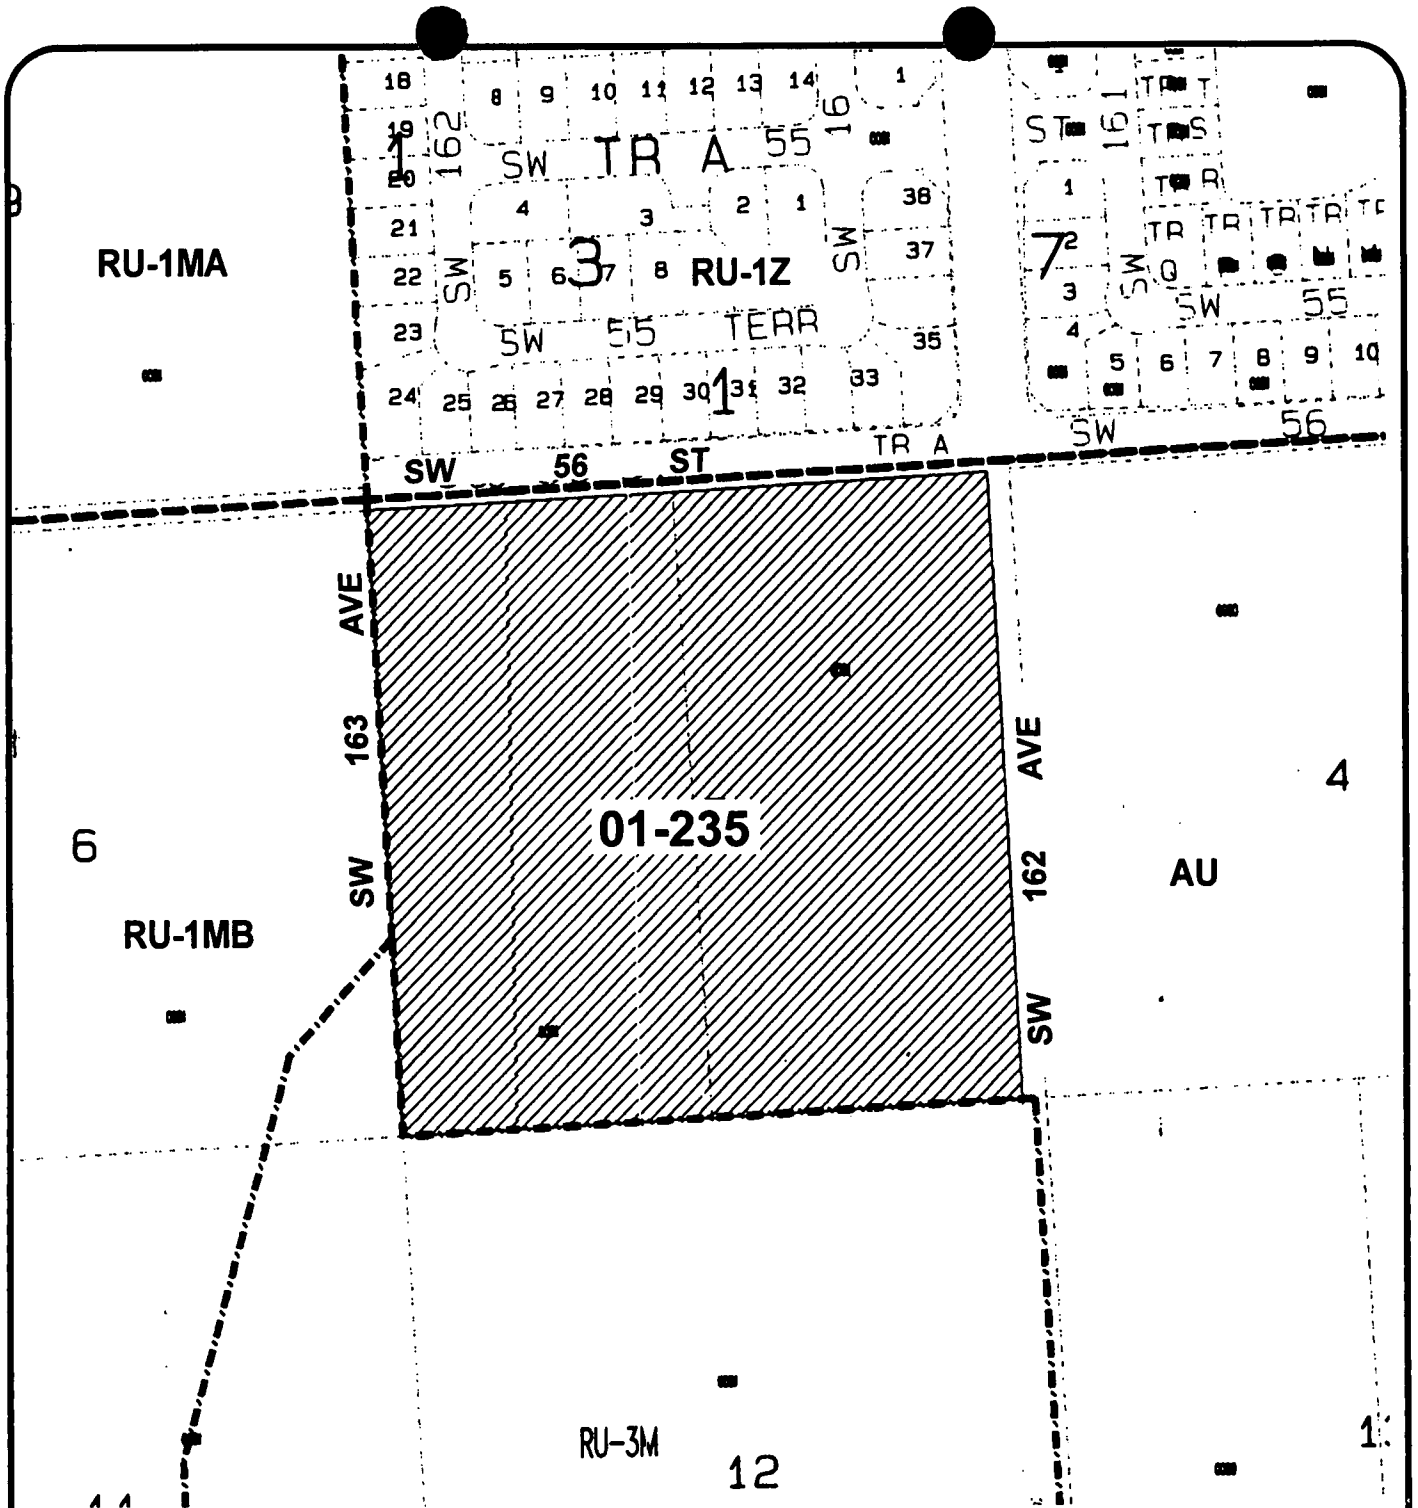 18 8 9 10 11 12 13 14 16 1 161 T
19 162 SW TR A 55 ST S
1
20 R
21 4 3 2 1 38 1
RU-1MA 22 SW 5 6 3 7 8 RU-1Z SW 37 7 2 SW TR TR TR TR
Q
3 SW 55
23 SW 55 TERR 35 4
5 6 7 8 9 10
24 25 26 27 28 29 30 1 31 32 33
TR A SW 56
SW 56 ST
SW 163 AVE
SW 162 AVE
4
01-235
6
AU
RU-1MB
RU-3M
12